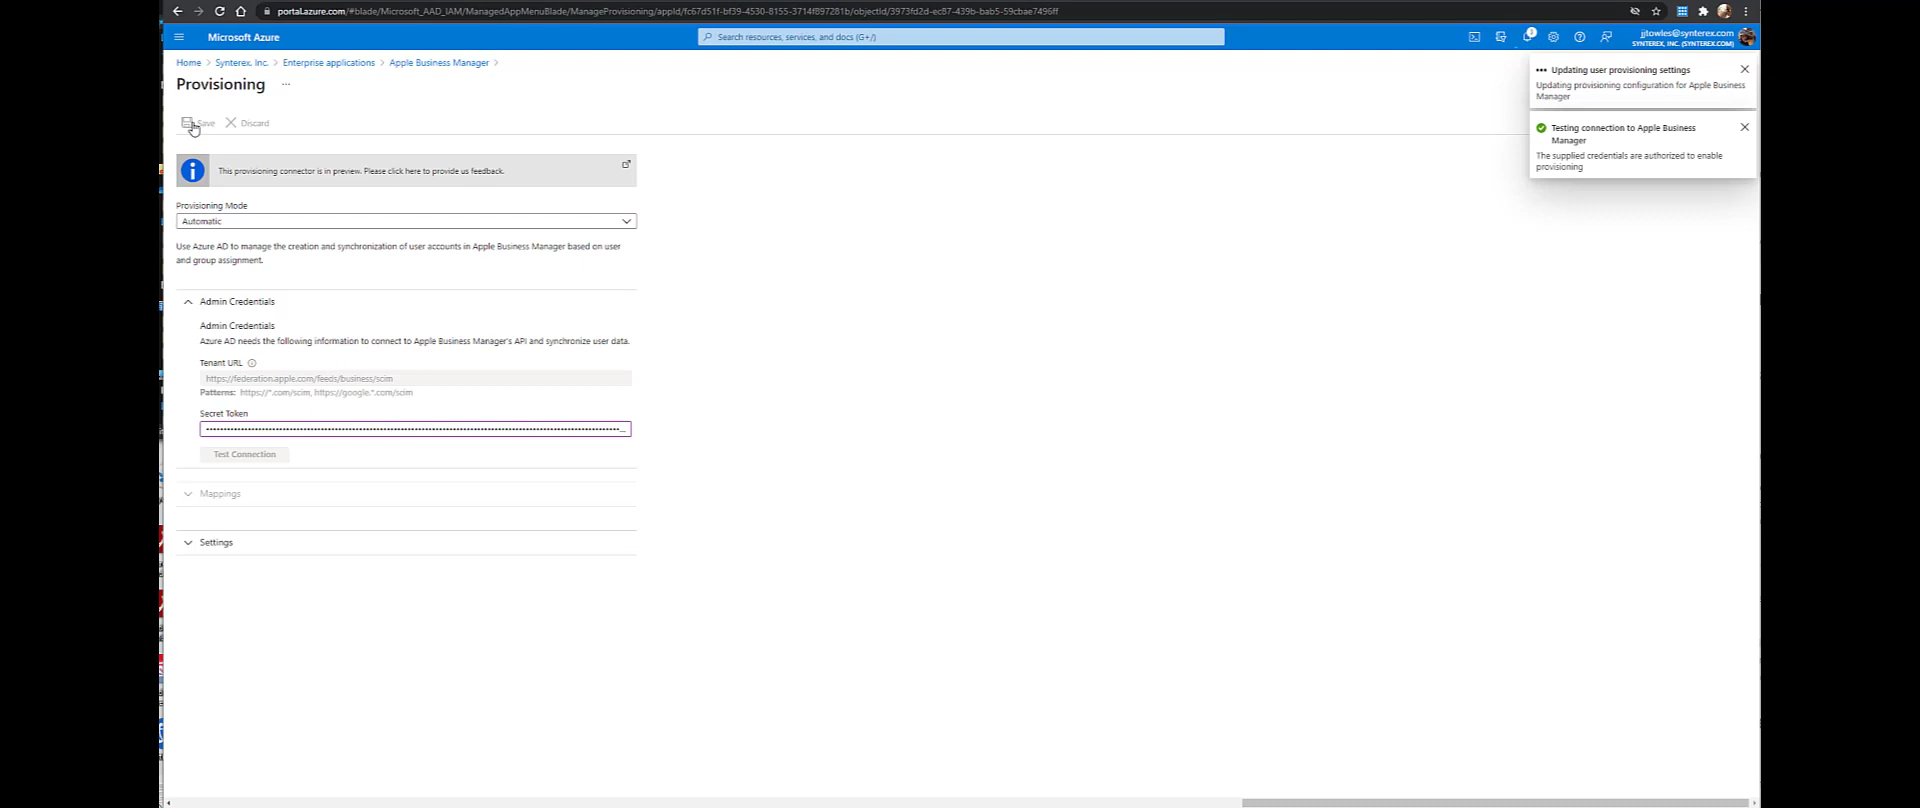 portal.azure.com/#blade/Microsoft_AAD_IAM/ManagedAppMenuBlade/ManageProvisioning/appId/fc67d51f-bf39-4530-8155-3714f897281b/objectId/3973fd2d-ec87-439b-bab5-59cbae7496ff
Microsoft Azure
Search resources, services, and docs (G+/)
1
jjtowles@synterex.com
SYNTEREX, INC. (SYNTEREX.COM)
Home > Synterex, Inc. > Enterprise applications > Apple Business Manager >
Provisioning ...
Save Discard
This provisioning connector is in preview. Please click here to provide us feedback.
Provisioning Mode
Automatic
Use Azure AD to manage the creation and synchronization of user accounts in Apple Business Manager based on user
and group assignment.
Admin Credentials
Admin Credentials
Azure AD needs the following information to connect to Apple Business Manager's API and synchronize user data.
Tenant URL
https://federation.apple.com/feeds/business/scim
Patterns: https://*.com/scim, https://google.*.com/scim
Secret Token
Test Connection
Mappings
Settings
Updating user provisioning settings
Updating provisioning configuration for Apple Business
Manager
Testing connection to Apple Business
Manager
The supplied credentials are authorized to enable
provisioning